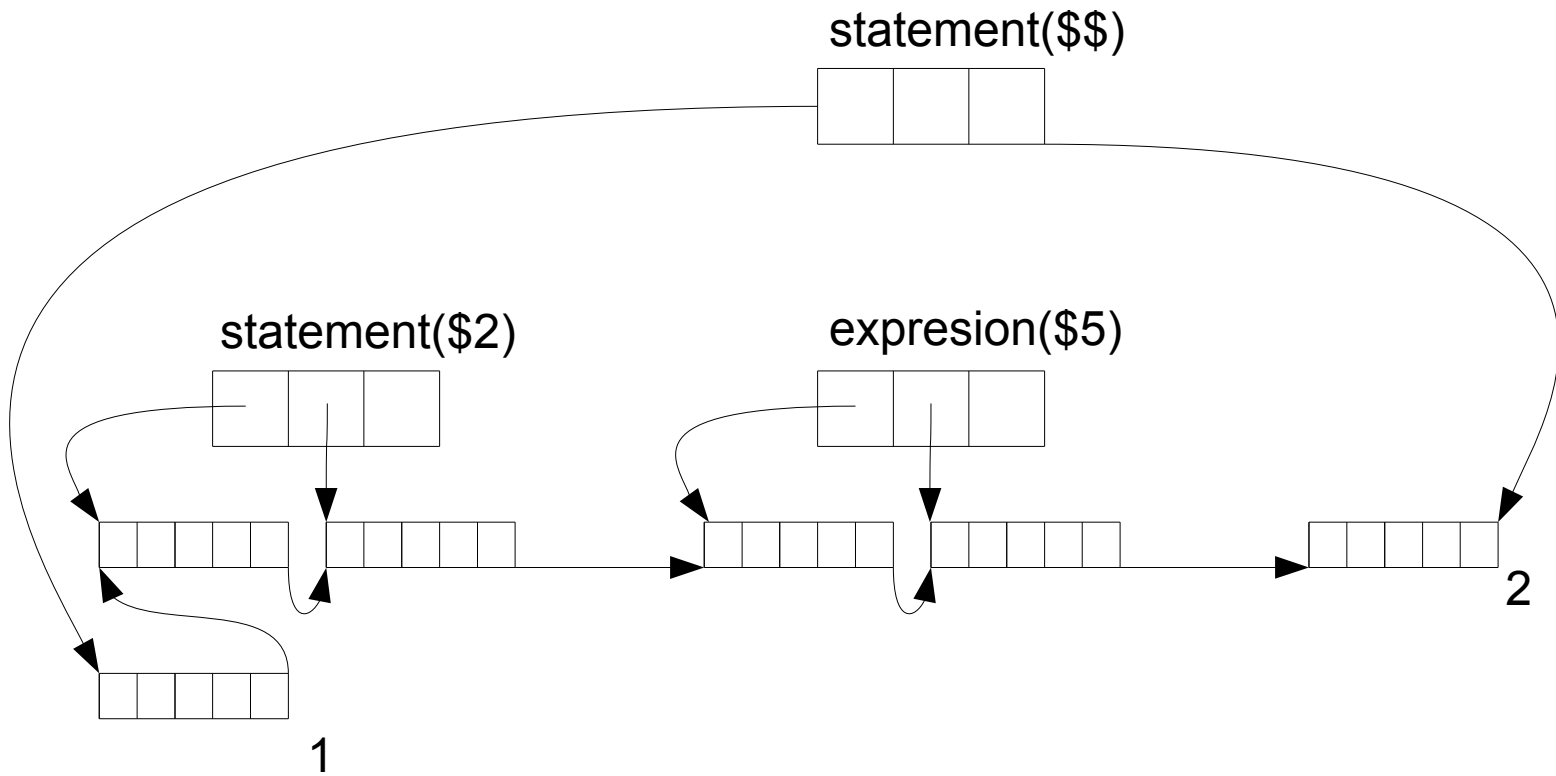 statement($$)
statement($2)
expresion($5)
2
1